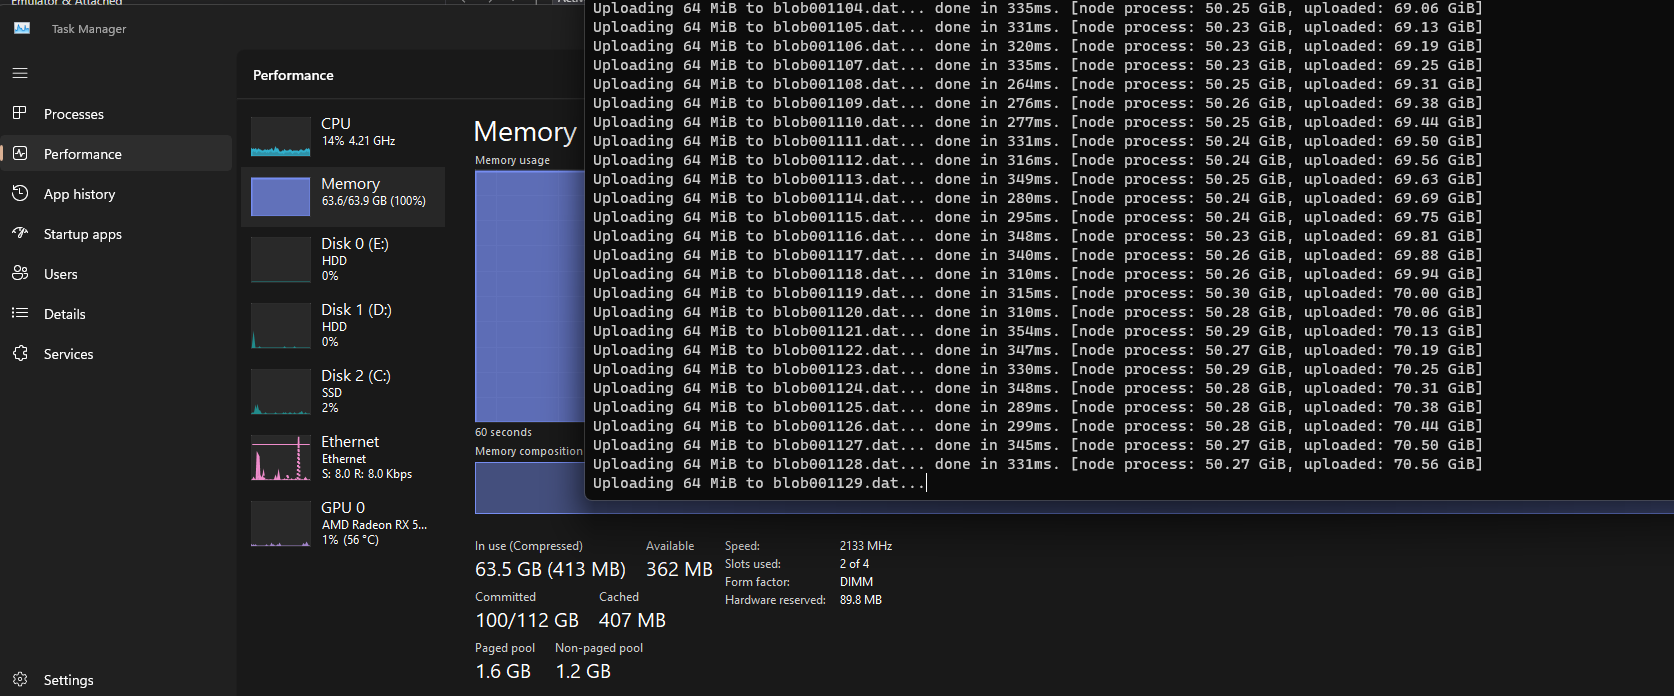 Emulator & Attached
Task Manager
Processes
Performance
App history
Startup apps
Users
Details
Services
Settings
Performance
CPU
14% 4.21 GHz
Memory
63.6/63.9 GB (100%)
Disk 0 (E:)
HDD
0%
Disk 1 (D:)
HDD
0%
Disk 2 (C:)
SSD
2%
Ethernet
Ethernet
S: 8.0 R: 8.0 Kbps
GPU 0
AMD Radeon RX 5...
1% (56 °C)
Memory
Memory usage
60 seconds
Memory composition
In use (Compressed)
63.5 GB (413 MB)
Available
362 MB
Committed
100/112 GB
Cached
407 MB
Paged pool
1.6 GB
Non-paged pool
1.2 GB
Speed: 2133 MHz
Slots used: 2 of 4
Form factor: DIMM
Hardware reserved: 89.8 MB
Uploading 64 MiB to blob001104.dat... done in 335ms. [node process: 50.25 GiB, uploaded: 69.06 GiB]
Uploading 64 MiB to blob001105.dat... done in 331ms. [node process: 50.23 GiB, uploaded: 69.13 GiB]
Uploading 64 MiB to blob001106.dat... done in 320ms. [node process: 50.23 GiB, uploaded: 69.19 GiB]
Uploading 64 MiB to blob001107.dat... done in 335ms. [node process: 50.23 GiB, uploaded: 69.25 GiB]
Uploading 64 MiB to blob001108.dat... done in 264ms. [node process: 50.25 GiB, uploaded: 69.31 GiB]
Uploading 64 MiB to blob001109.dat... done in 276ms. [node process: 50.26 GiB, uploaded: 69.38 GiB]
Uploading 64 MiB to blob001110.dat... done in 277ms. [node process: 50.25 GiB, uploaded: 69.44 GiB]
Uploading 64 MiB to blob001111.dat... done in 331ms. [node process: 50.24 GiB, uploaded: 69.50 GiB]
Uploading 64 MiB to blob001112.dat... done in 316ms. [node process: 50.24 GiB, uploaded: 69.56 GiB]
Uploading 64 MiB to blob001113.dat... done in 349ms. [node process: 50.25 GiB, uploaded: 69.63 GiB]
Uploading 64 MiB to blob001114.dat... done in 280ms. [node process: 50.24 GiB, uploaded: 69.69 GiB]
Uploading 64 MiB to blob001115.dat... done in 295ms. [node process: 50.24 GiB, uploaded: 69.75 GiB]
Uploading 64 MiB to blob001116.dat... done in 348ms. [node process: 50.23 GiB, uploaded: 69.81 GiB]
Uploading 64 MiB to blob001117.dat... done in 340ms. [node process: 50.26 GiB, uploaded: 69.88 GiB]
Uploading 64 MiB to blob001118.dat... done in 310ms. [node process: 50.26 GiB, uploaded: 69.94 GiB]
Uploading 64 MiB to blob001119.dat... done in 315ms. [node process: 50.30 GiB, uploaded: 70.00 GiB]
Uploading 64 MiB to blob001120.dat... done in 310ms. [node process: 50.28 GiB, uploaded: 70.06 GiB]
Uploading 64 MiB to blob001121.dat... done in 354ms. [node process: 50.29 GiB, uploaded: 70.13 GiB]
Uploading 64 MiB to blob001122.dat... done in 347ms. [node process: 50.27 GiB, uploaded: 70.19 GiB]
Uploading 64 MiB to blob001123.dat... done in 330ms. [node process: 50.29 GiB, uploaded: 70.25 GiB]
Uploading 64 MiB to blob001124.dat... done in 348ms. [node process: 50.28 GiB, uploaded: 70.31 GiB]
Uploading 64 MiB to blob001125.dat... done in 289ms. [node process: 50.28 GiB, uploaded: 70.38 GiB]
Uploading 64 MiB to blob001126.dat... done in 299ms. [node process: 50.28 GiB, uploaded: 70.44 GiB]
Uploading 64 MiB to blob001127.dat... done in 345ms. [node process: 50.27 GiB, uploaded: 70.50 GiB]
Uploading 64 MiB to blob001128.dat... done in 331ms. [node process: 50.27 GiB, uploaded: 70.56 GiB]
Uploading 64 MiB to blob001129.dat...